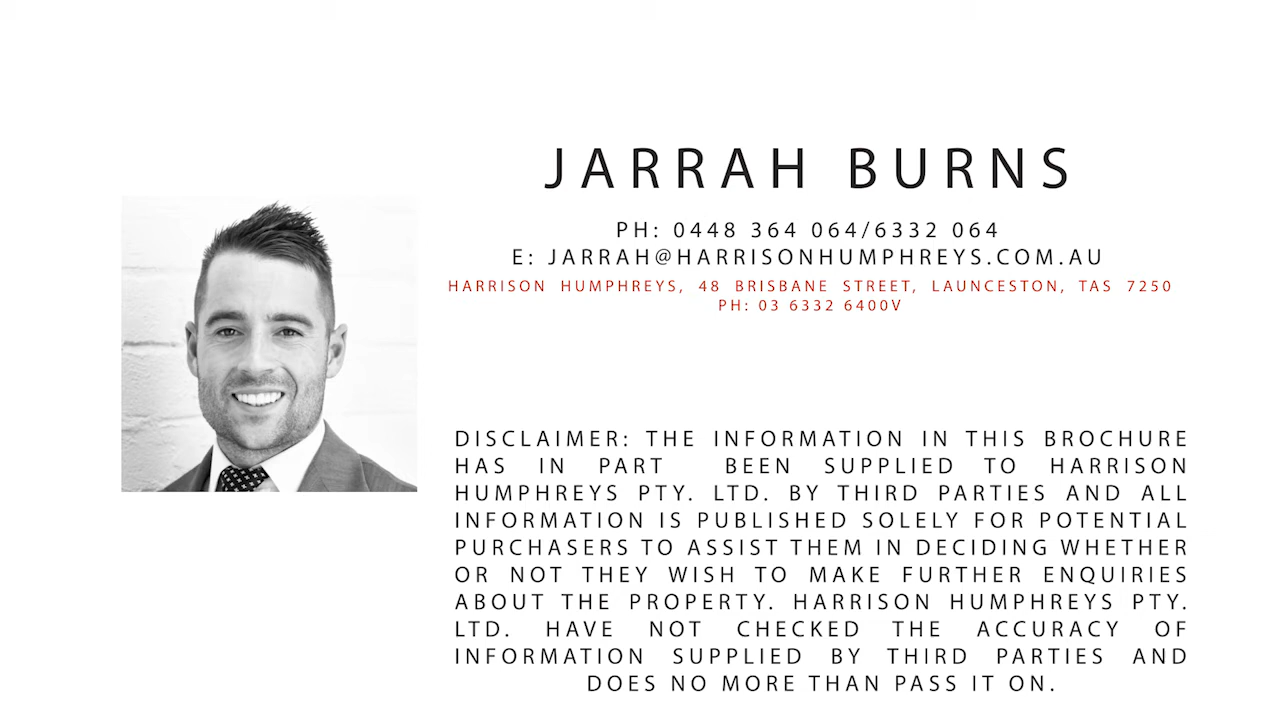 JARRAH BURNS
PH: 0448 364 064/6332 064
E: JARRAH@HARRISONHUMPHREYS.COM.AU
HARRISON HUMPHREYS, 48 BRISBANE STREET, LAUNCESTON, TAS 7250
PH: 03 6332 6400V
DISCLAIMER: THE INFORMATION IN THIS BROCHURE
HAS IN PART BEEN SUPPLIED TO HARRISON
HUMPHREYS PTY. LTD. BY THIRD PARTIES AND ALL
INFORMATION IS PUBLISHED SOLELY FOR POTENTIAL
PURCHASERS TO ASSIST THEM IN DECIDING WHETHER
OR NOT THEY WISH TO MAKE FURTHER ENQUIRIES
ABOUT THE PROPERTY. HARRISON HUMPHREYS PTY.
LTD. HAVE NOT CHECKED THE ACCURACY OF
INFORMATION SUPPLIED BY THIRD PARTIES AND
DOES NO MORE THAN PASS IT ON.